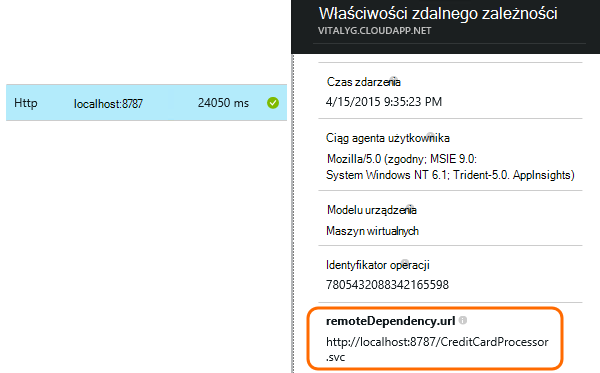 Http localhost:8787 24050 ms
Właściwości zdalnego zależności
VITALYG.CLOUDAPP.NET
Czas zdarzenia
4/15/2015 9:35:23 PM
Ciąg agenta użytkownika
Mozilla/5.0 (zgodny; MSIE 9.0:
System Windows NT 6.1; Trident-5.0. AppInsights)
Modelu urządzenia
Maszyn wirtualnych
Identyfikator operacji
7805432088342165598
remoteDependency.url
http://localhost:8787/CreditCardProcessor
.svc